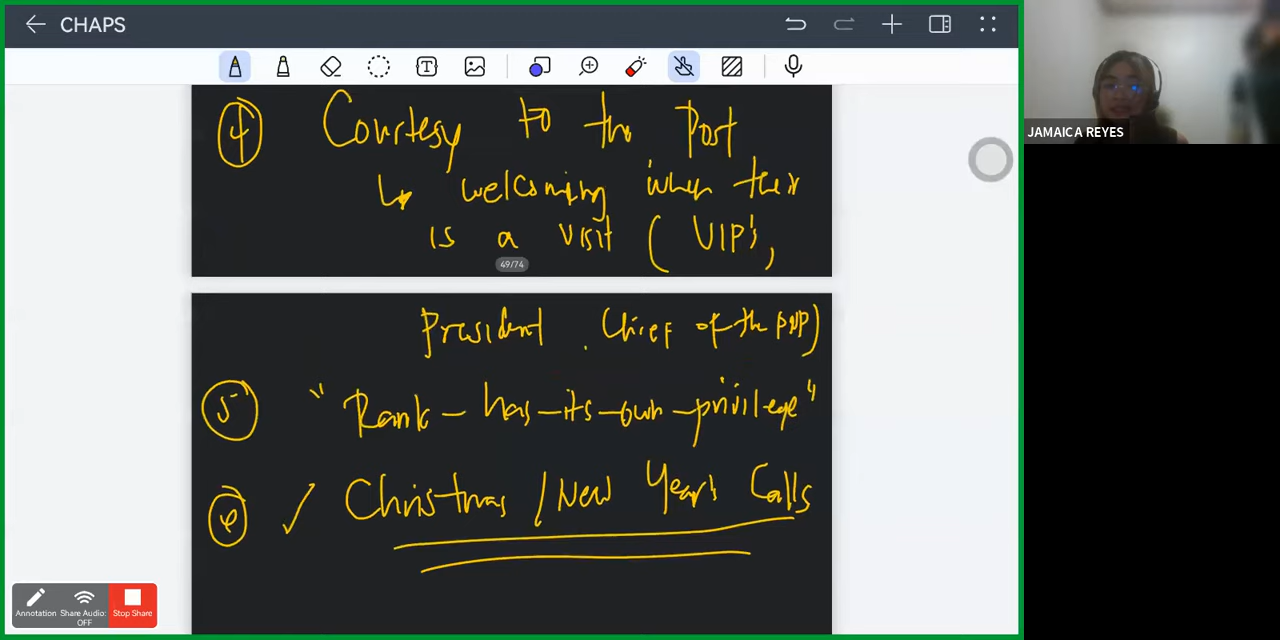 CHAPS
4 Courtesy to the Post
↳ welcoming when their
is a visit ( VIP's,
49/74
President . Chief of the PNP)
5 "Rank-has-its-own-privilege"
6 ✓ Christmas / New Year's Calls
Annotation
Share Audio: OFF
Stop Share
JAMAICA REYES